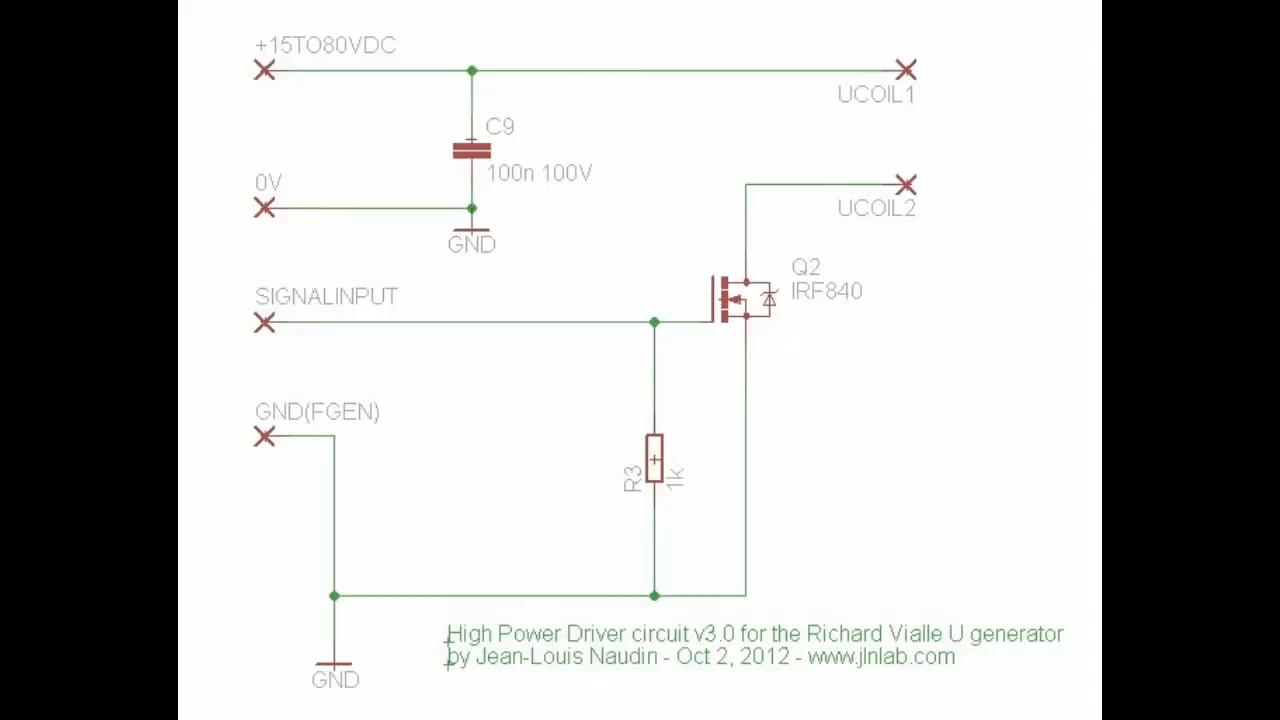 +15TO80VDC
UCOIL1
C9
100n 100V
0V
UCOIL2
GND
Q2
IRF840
SIGNALINPUT
GND(FGEN)
R3
1k
High Power Driver circuit v3.0 for the Richard Vialle U generator
by Jean-Louis Naudin - Oct 2, 2012 - www.jlnlab.com
GND